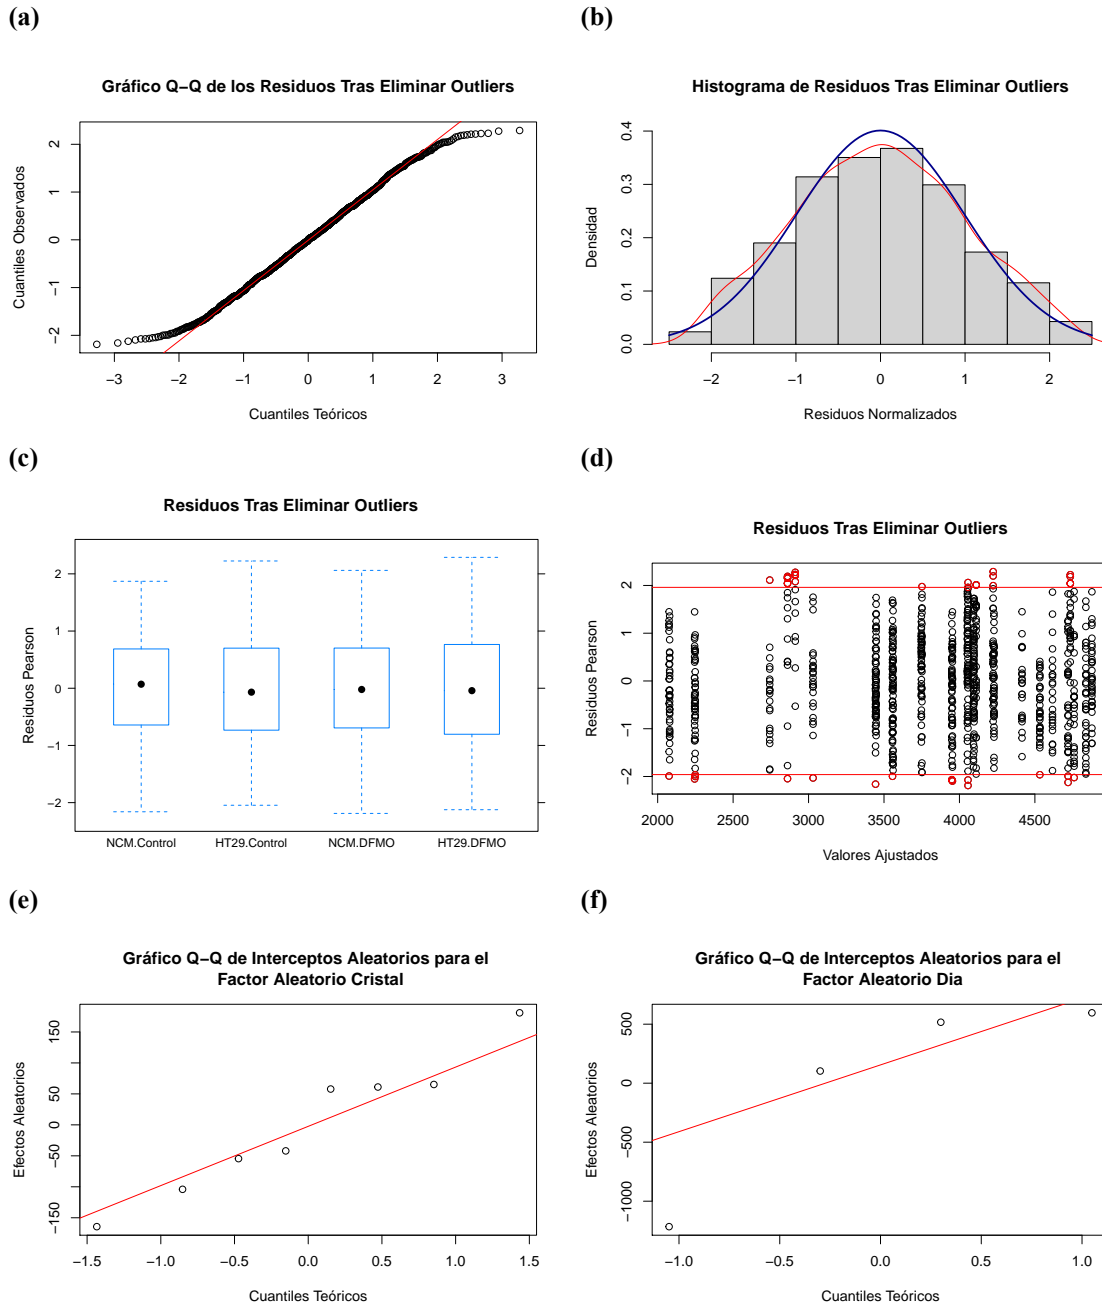 (a)
Gráfico Q−Q de los Residuos Tras Eliminar Outliers
Cuantiles Observados
2
1
0
−1
−2
−3 −2 −1 0 1 2 3
Cuantiles Teóricos
(b)
Histograma de Residuos Tras Eliminar Outliers
Densidad
0.4
0.3
0.2
0.1
0.0
−2 −1 0 1 2
Residuos Normalizados
(c)
Residuos Tras Eliminar Outliers
Residuos Pearson
2
1
0
−1
−2
NCM.Control HT29.Control NCM.DFMO HT29.DFMO
(d)
Residuos Tras Eliminar Outliers
Residuos Pearson
2
1
0
−1
−2
2000 2500 3000 3500 4000 4500
Valores Ajustados
(e)
Gráfico Q−Q de Interceptos Aleatorios para el
Factor Aleatorio Cristal
Efectos Aleatorios
150
50
0
−50
−150
−1.5 −1.0 −0.5 0.0 0.5 1.0 1.5
Cuantiles Teóricos
(f)
Gráfico Q−Q de Interceptos Aleatorios para el
Factor Aleatorio Dia
Efectos Aleatorios
500
0
−500
−1000
−1.0 −0.5 0.0 0.5 1.0
Cuantiles Teóricos